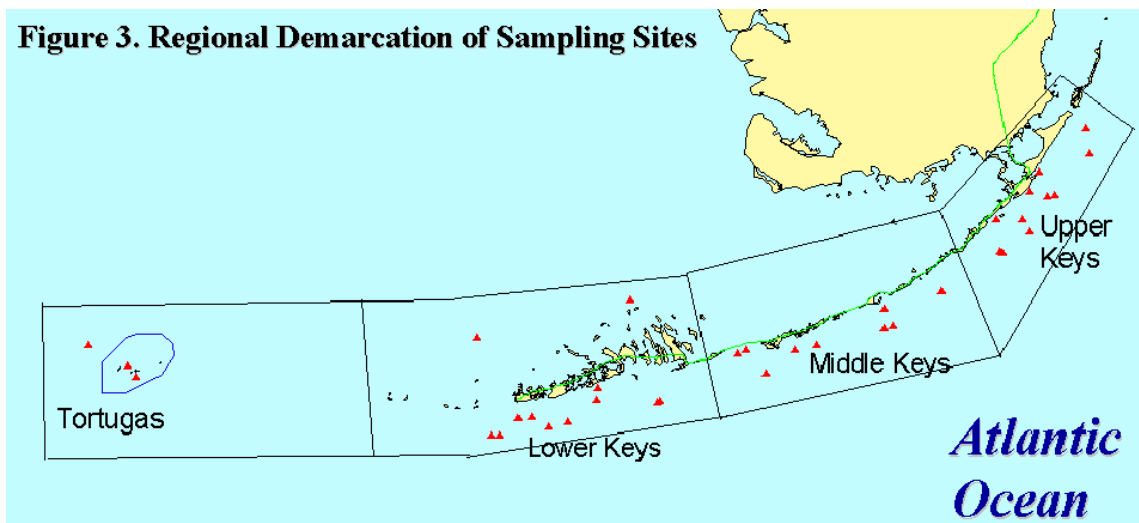 Figure 3. Regional Demarcation of Sampling Sites
Upper
Keys
Middle Keys
Tortugas
Lower Keys
Atlantic
Ocean